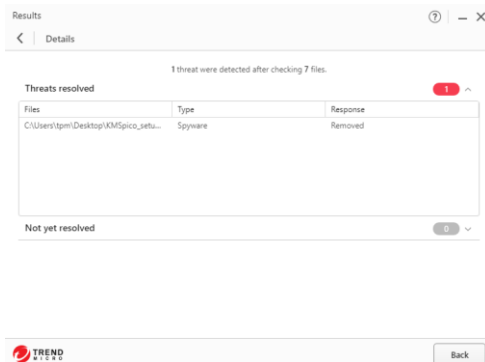 Results
Details
1 threat were detected after checking 7 files.
Threats resolved 1
Files Type Response
C:\Users\tpm\Desktop\KMSpico_setu... Spyware Removed
Not yet resolved 0
TREND MICRO
Back